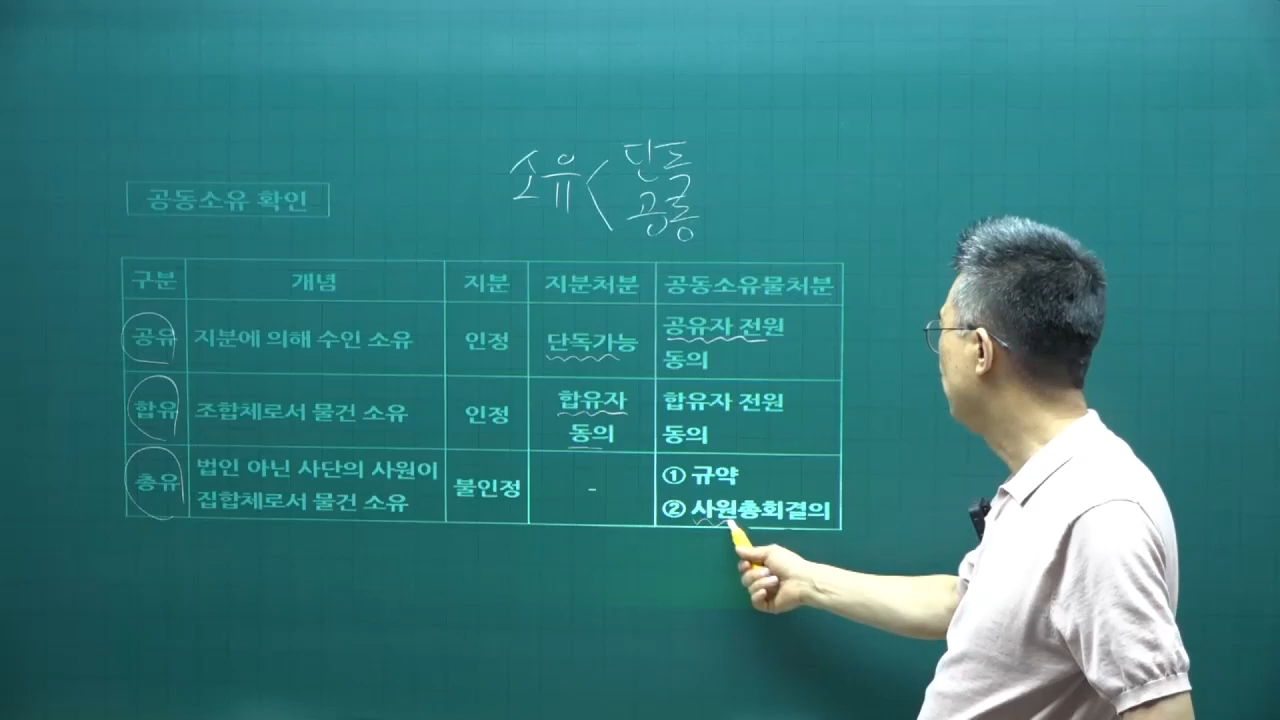 소유 단독
공동
공동소유 확인
구분 개념 지분 지분처분 공동소유물처분
공유 지분에 의해 수인 소유 인정 단독가능 공유자 전원
동의
합유 조합체로서 물건 소유 인정 합유자
동의 합유자 전원
동의
총유 법인 아닌 사단의 사원이
집합체로서 물건 소유 불인정 - ① 규약
② 사원총회결의